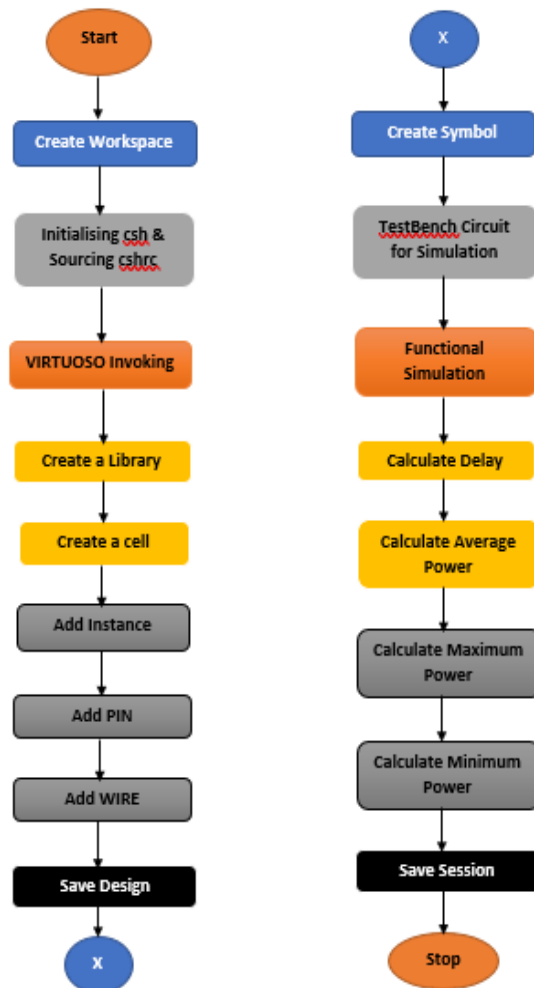 Start
Create Workspace
Initialising csh &
Sourcing cshrc
VIRTUOSO Invoking
Create a Library
Create a cell
Add Instance
Add PIN
Add WIRE
Save Design
X
X
Create Symbol
TestBench Circuit
for Simulation
Functional
Simulation
Calculate Delay
Calculate Average
Power
Calculate Maximum
Power
Calculate Minimum
Power
Save Session
Stop